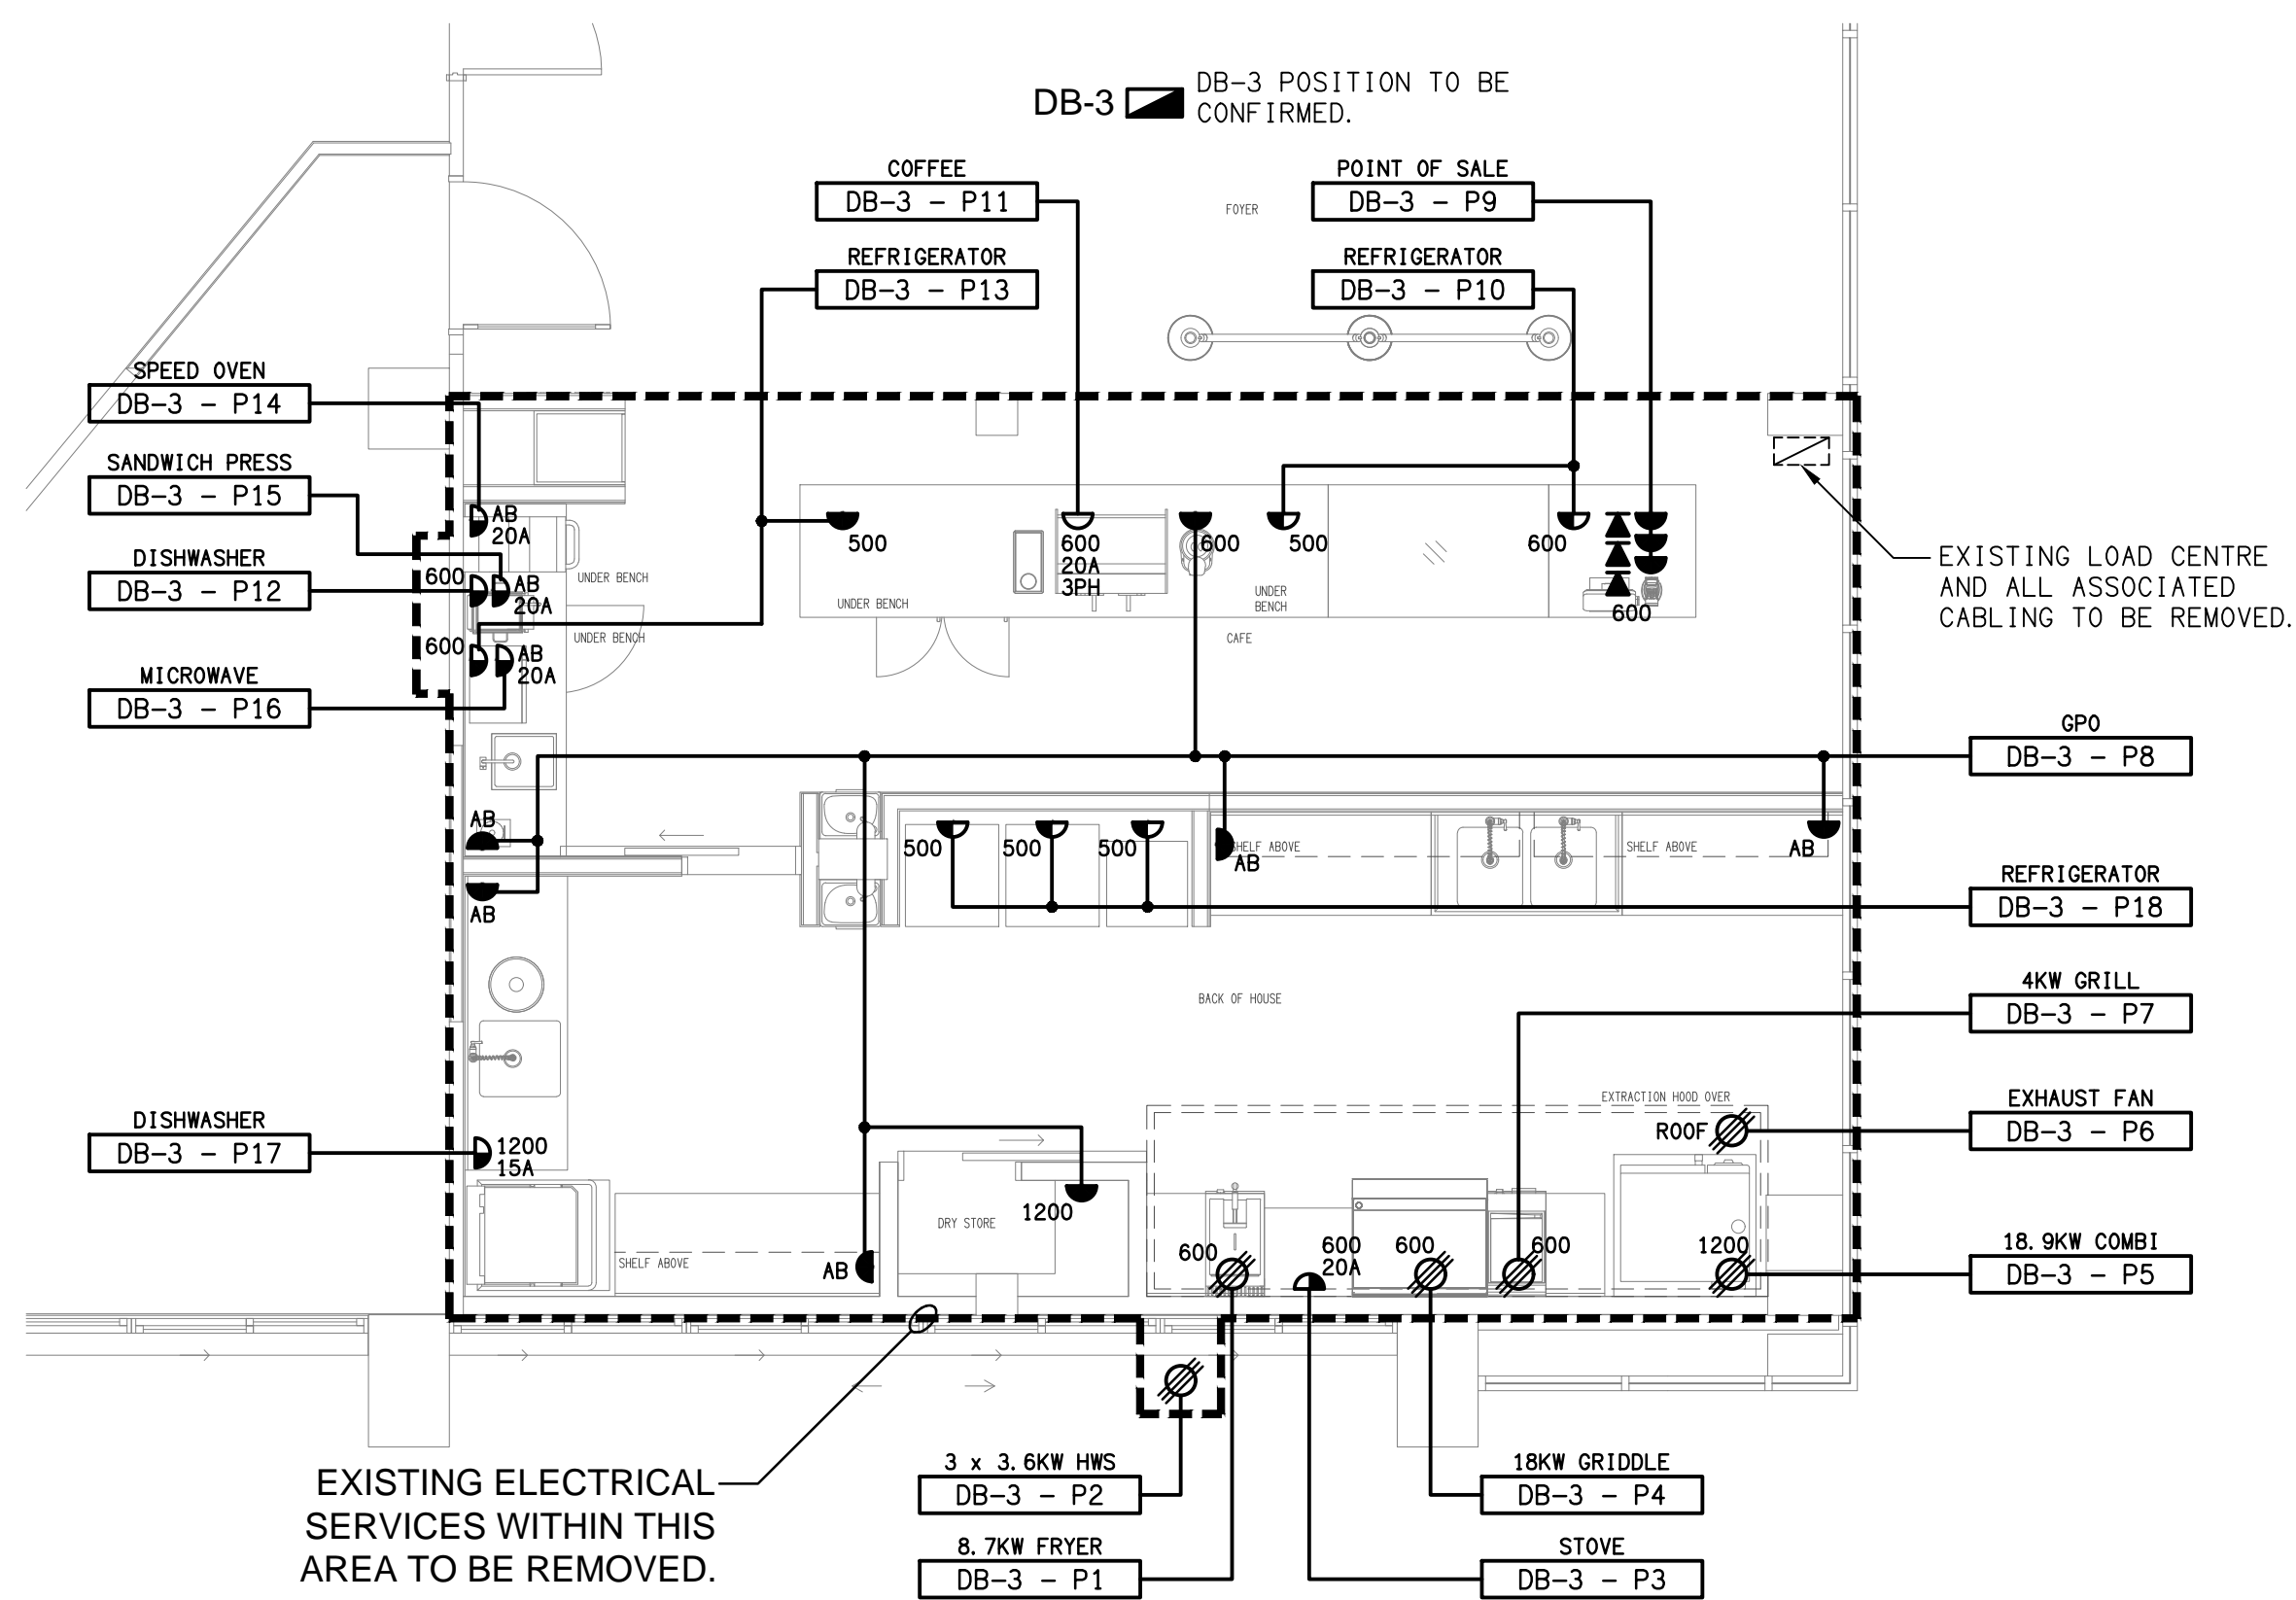 DB-3
DB-3 POSITION TO BE
CONFIRMED.
COFFEE
DB-3 - P11
POINT OF SALE
DB-3 - P9
FOYER
REFRIGERATOR
DB-3 - P13
REFRIGERATOR
DB-3 - P10
SPEED OVEN
DB-3 - P14
SANDWICH PRESS
DB-3 - P15
DISHWASHER
DB-3 - P12
MICROWAVE
DB-3 - P16
AB
20A
600
AB
20A
600
AB
20A
UNDER BENCH
UNDER BENCH
500
UNDER BENCH
600
20A
3PH
600
500
UNDER
BENCH
CAFE
600
600
EXISTING LOAD CENTRE
AND ALL ASSOCIATED
CABLING TO BE REMOVED.
GPO
DB-3 - P8
AB
AB
500
500
500
AB
SHELF ABOVE
SHELF ABOVE
AB
REFRIGERATOR
DB-3 - P18
BACK OF HOUSE
4KW GRILL
DB-3 - P7
EXTRACTION HOOD OVER
ROOF
EXHAUST FAN
DB-3 - P6
DISHWASHER
DB-3 - P17
1200
15A
1200
DRY STORE
SHELF ABOVE
AB
600
600
20A
600
600
1200
18.9KW COMBI
DB-3 - P5
EXISTING ELECTRICAL
SERVICES WITHIN THIS
AREA TO BE REMOVED.
3 x 3.6KW HWS
DB-3 - P2
18KW GRIDDLE
DB-3 - P4
8.7KW FRYER
DB-3 - P1
STOVE
DB-3 - P3